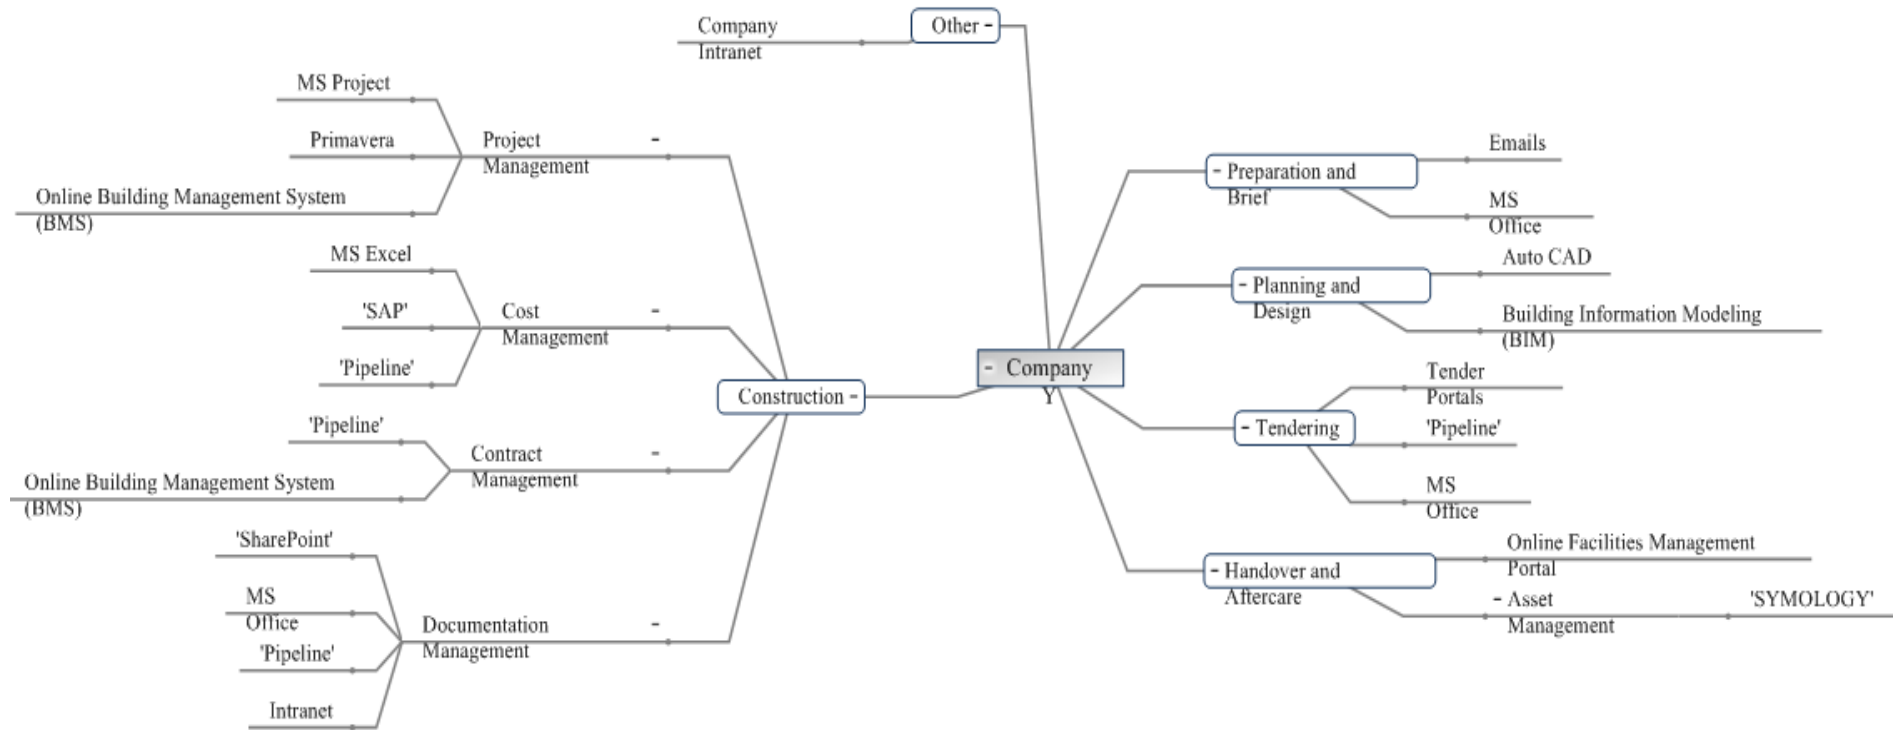 Company
Intranet
Other -
MS Project
Primavera
Online Building Management System
(BMS)
Project -
Management
MS Excel
'SAP'
'Pipeline'
Cost -
Management
'Pipeline'
Online Building Management System
(BMS)
Contract -
Management
'SharePoint'
MS
Office
'Pipeline'
Intranet
Documentation -
Management
Construction -
- Company
Y
- Preparation and
Brief
Emails
MS
Office
- Planning and
Design
Auto CAD
Building Information Modeling
(BIM)
- Tendering
Tender
Portals
'Pipeline'
MS
Office
- Handover and
Aftercare
Online Facilities Management
Portal
- Asset
Management
'SYMOLOGY'